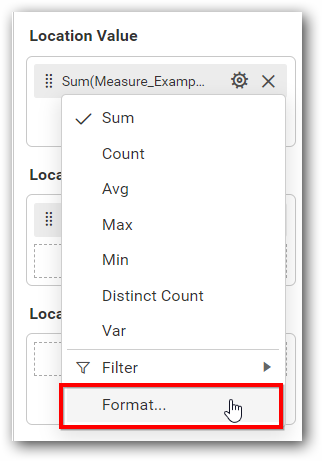 Location Value
Sum(Measure_Examp...
Sum
Count
Avg
Max
Min
Distinct Count
Var
Filter
Format...
Loca
Loca